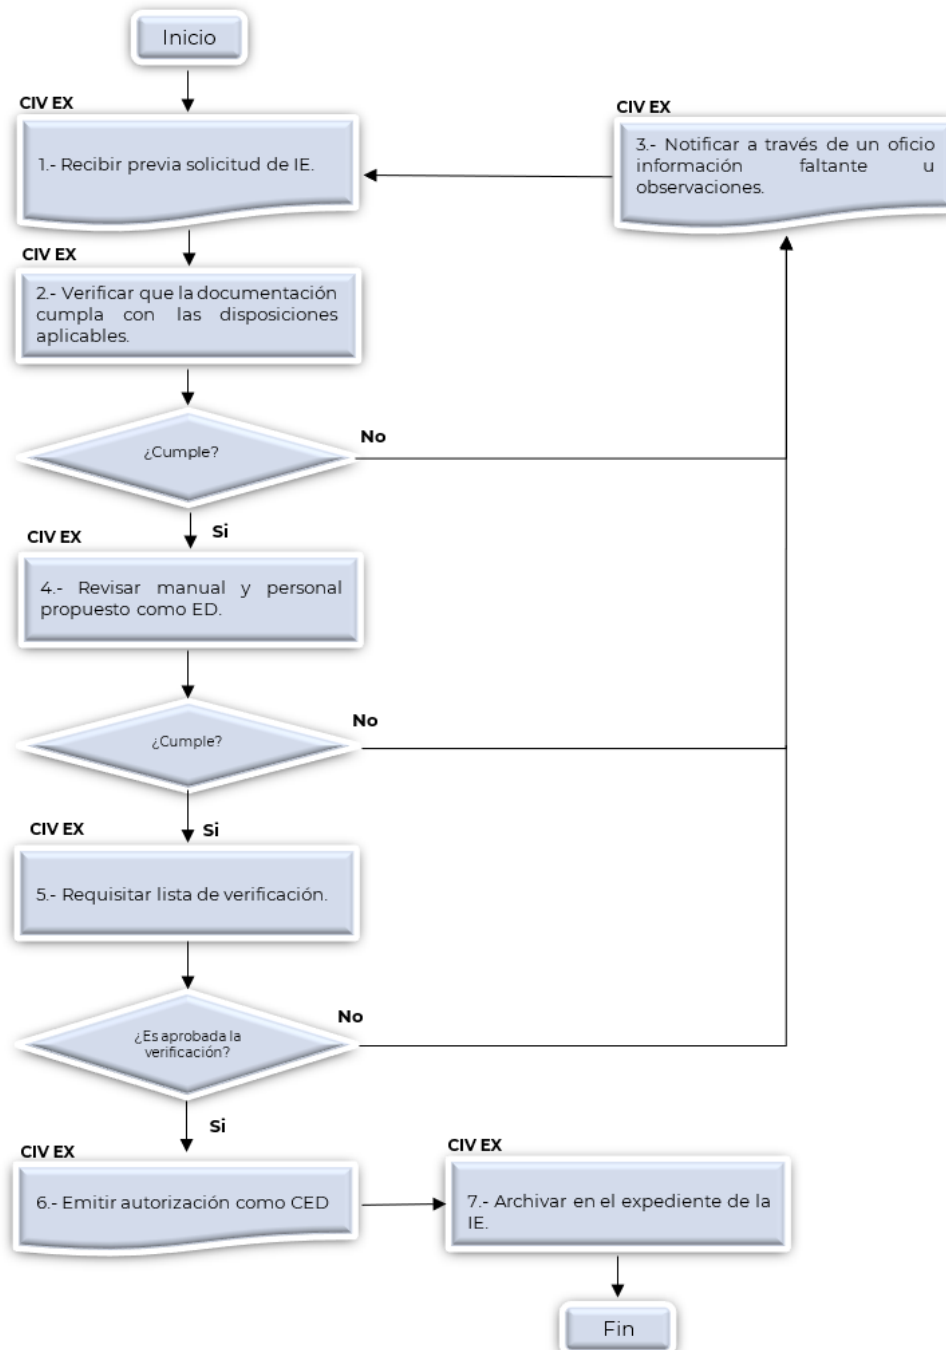 Inicio
CIV EX
1.- Recibir previa solicitud de IE.
CIV EX
3.- Notificar a través de un oficio
información faltante u
observaciones.
CIV EX
2.- Verificar que la documentación
cumpla con las disposiciones
aplicables.
¿Cumple?
No
Si
CIV EX
4.- Revisar manual y personal
propuesto como ED.
¿Cumple?
No
Si
CIV EX
5.- Requisitar lista de verificación.
¿Es aprobada la
verificación?
No
Si
CIV EX
6.- Emitir autorización como CED
CIV EX
7.- Archivar en el expediente de la
IE.
Fin